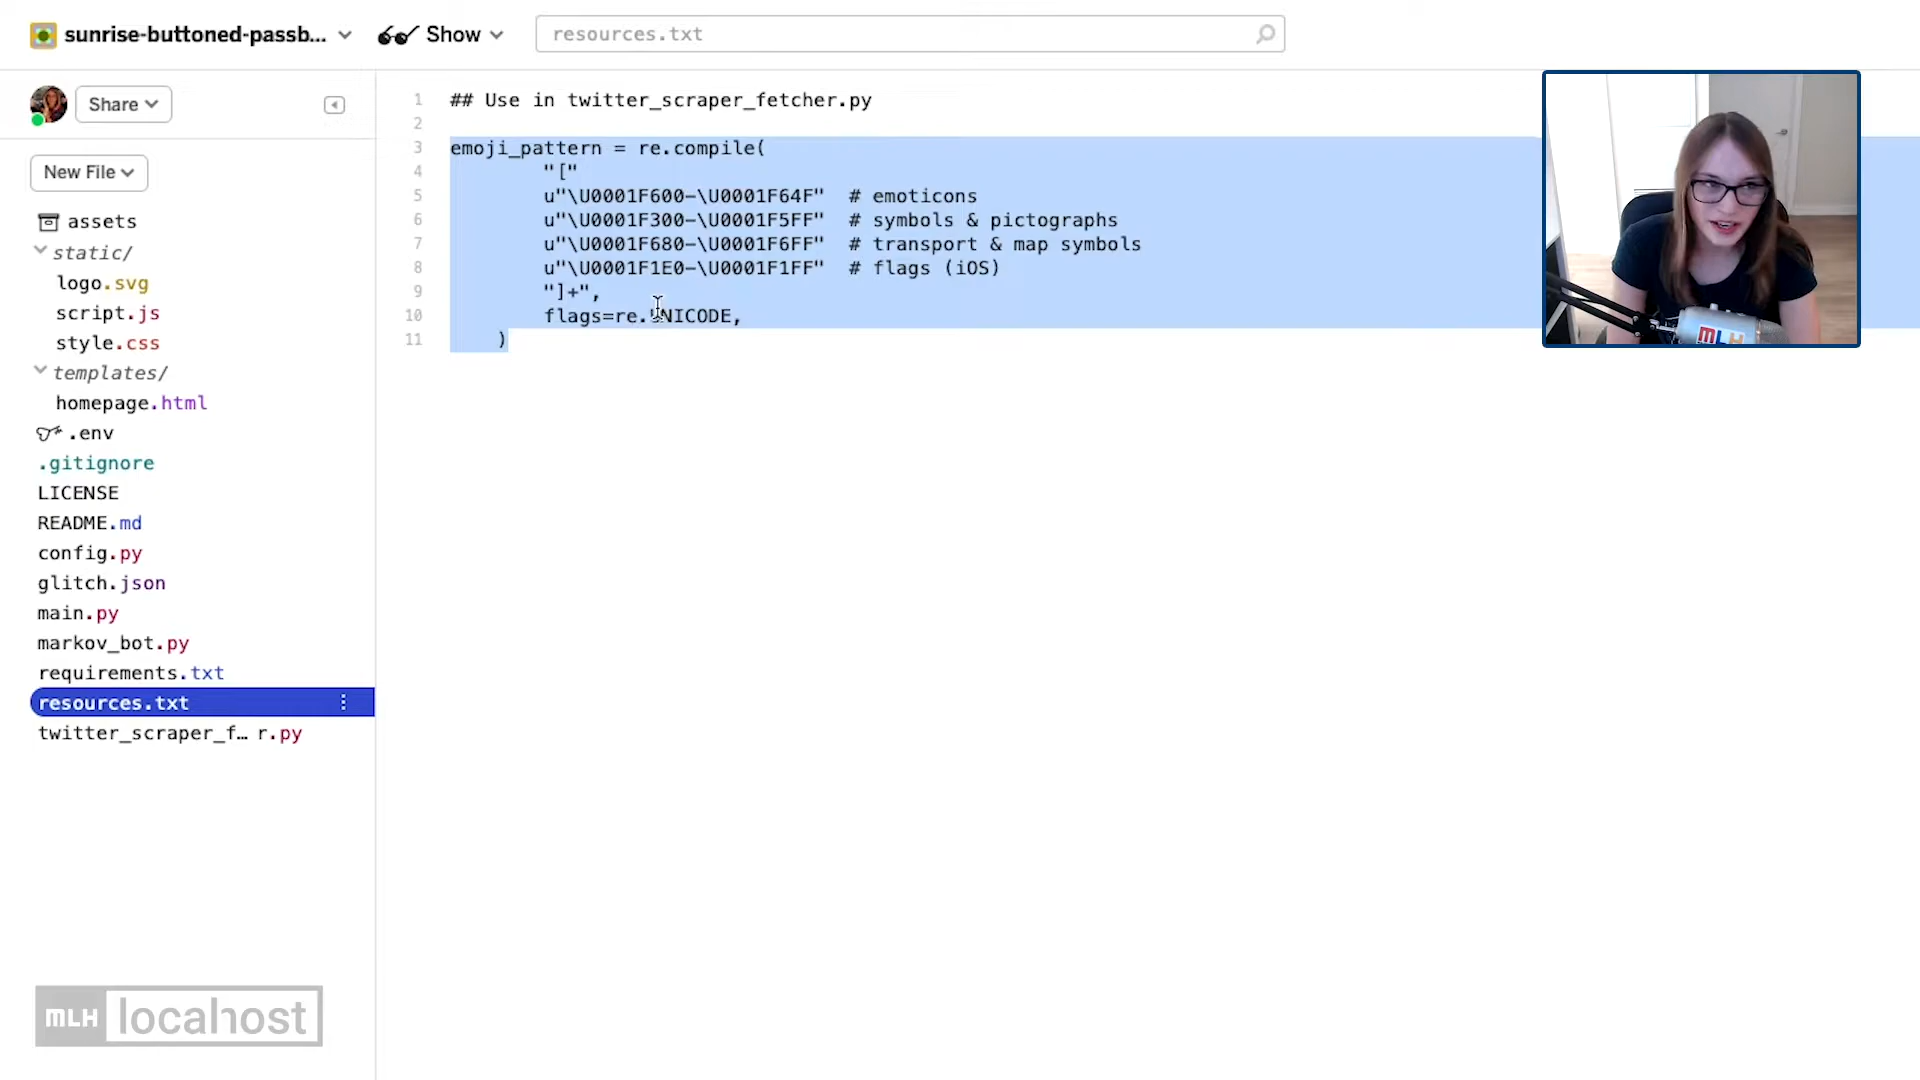 sunrise-buttoned-passb...
Show
resources.txt
Share
New File
assets
static/
logo.svg
script.js
style.css
templates/
homepage.html
.env
.gitignore
LICENSE
README.md
config.py
glitch.json
main.py
markov_bot.py
requirements.txt
resources.txt
twitter_scraper_f… r.py
1 ## Use in twitter_scraper_fetcher.py
2
3 emoji_pattern = re.compile(
4 "["
5 u"\U0001F600-\U0001F64F" # emoticons
6 u"\U0001F300-\U0001F5FF" # symbols & pictographs
7 u"\U0001F680-\U0001F6FF" # transport & map symbols
8 u"\U0001F1E0-\U0001F1FF" # flags (iOS)
9 "]+",
10 flags=re.UNICODE,
11 )
MLH
MLH locahost